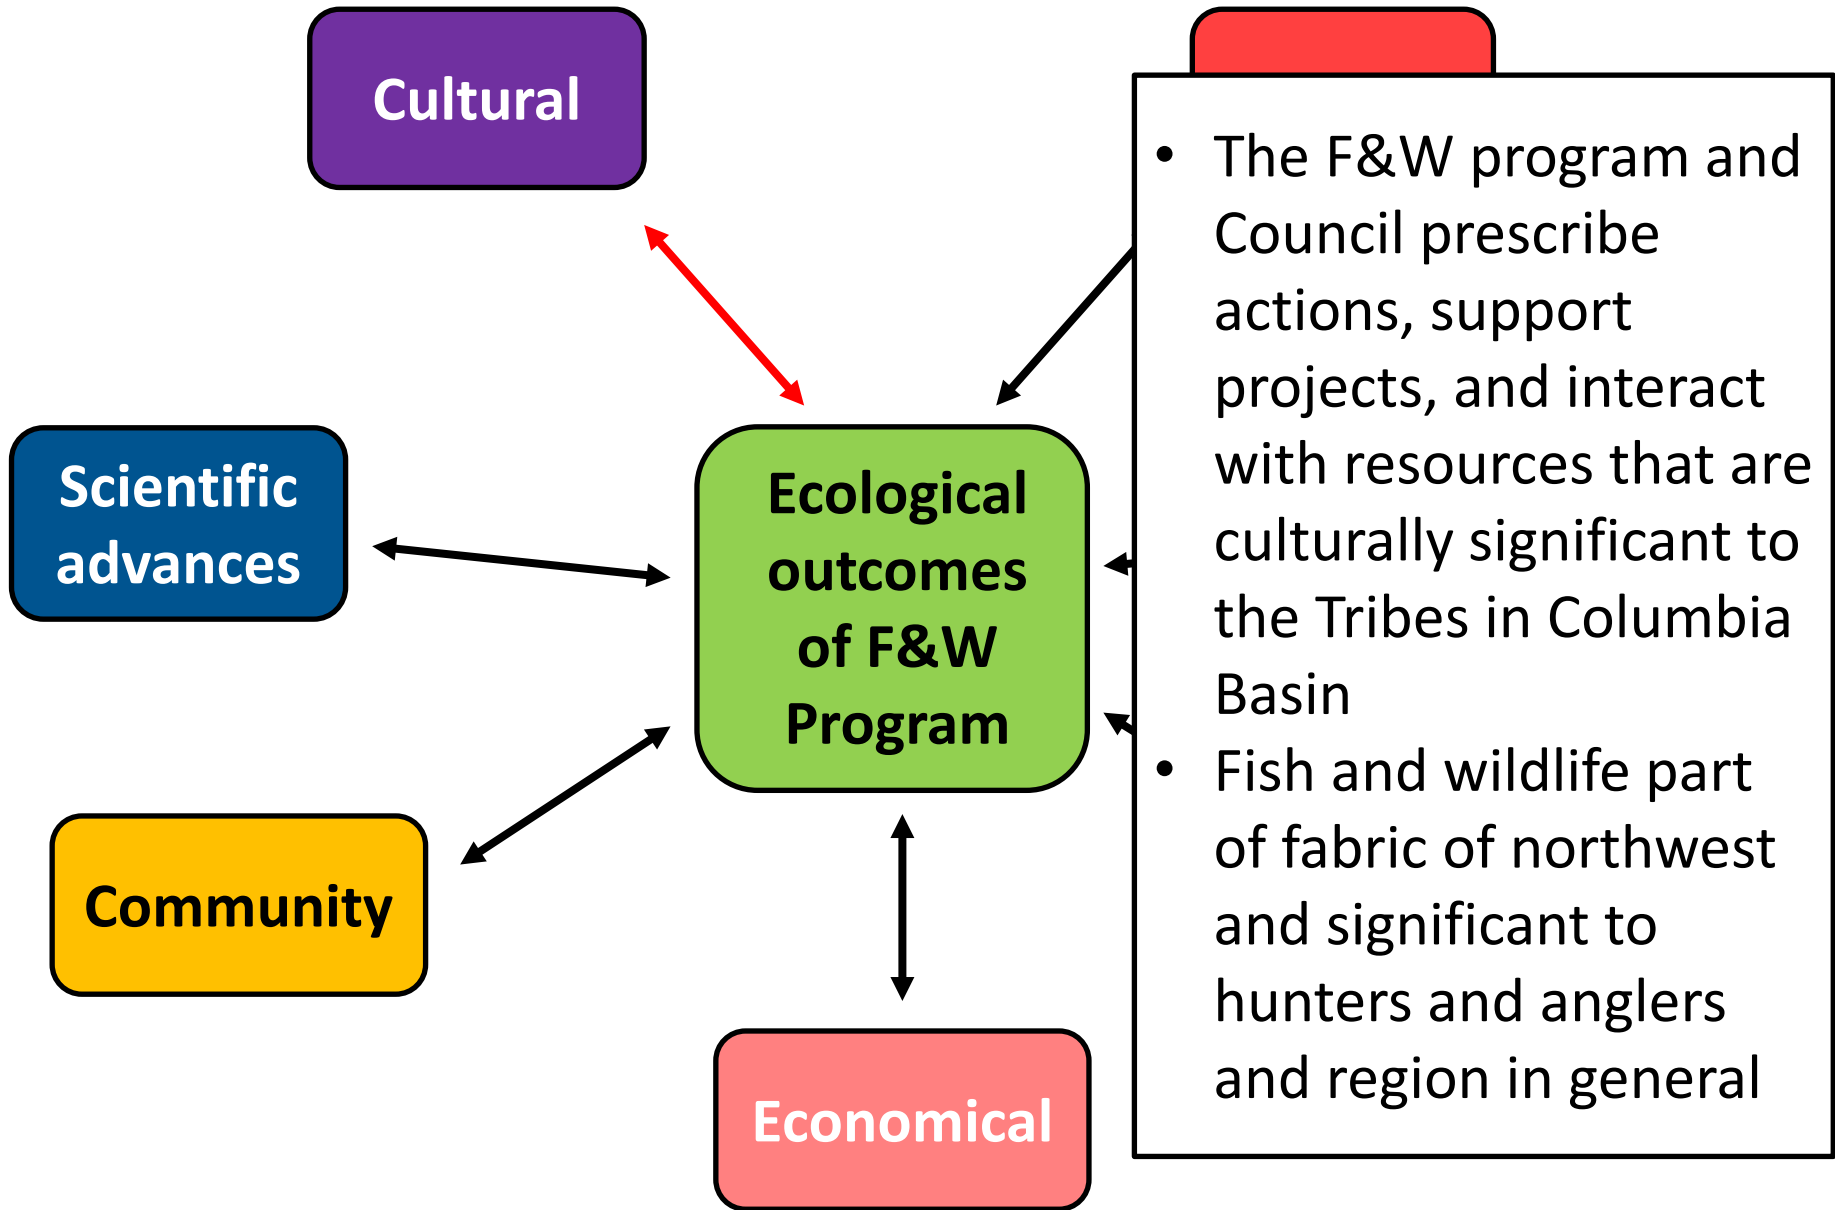 Cultural
Scientific
advances
Community
Ecological
outcomes
of F&W
Program
Economical
• The F&W program and
Council prescribe
actions, support
projects, and interact
with resources that are
culturally significant to
the Tribes in Columbia
Basin
• Fish and wildlife part
of fabric of northwest
and significant to
hunters and anglers
and region in general